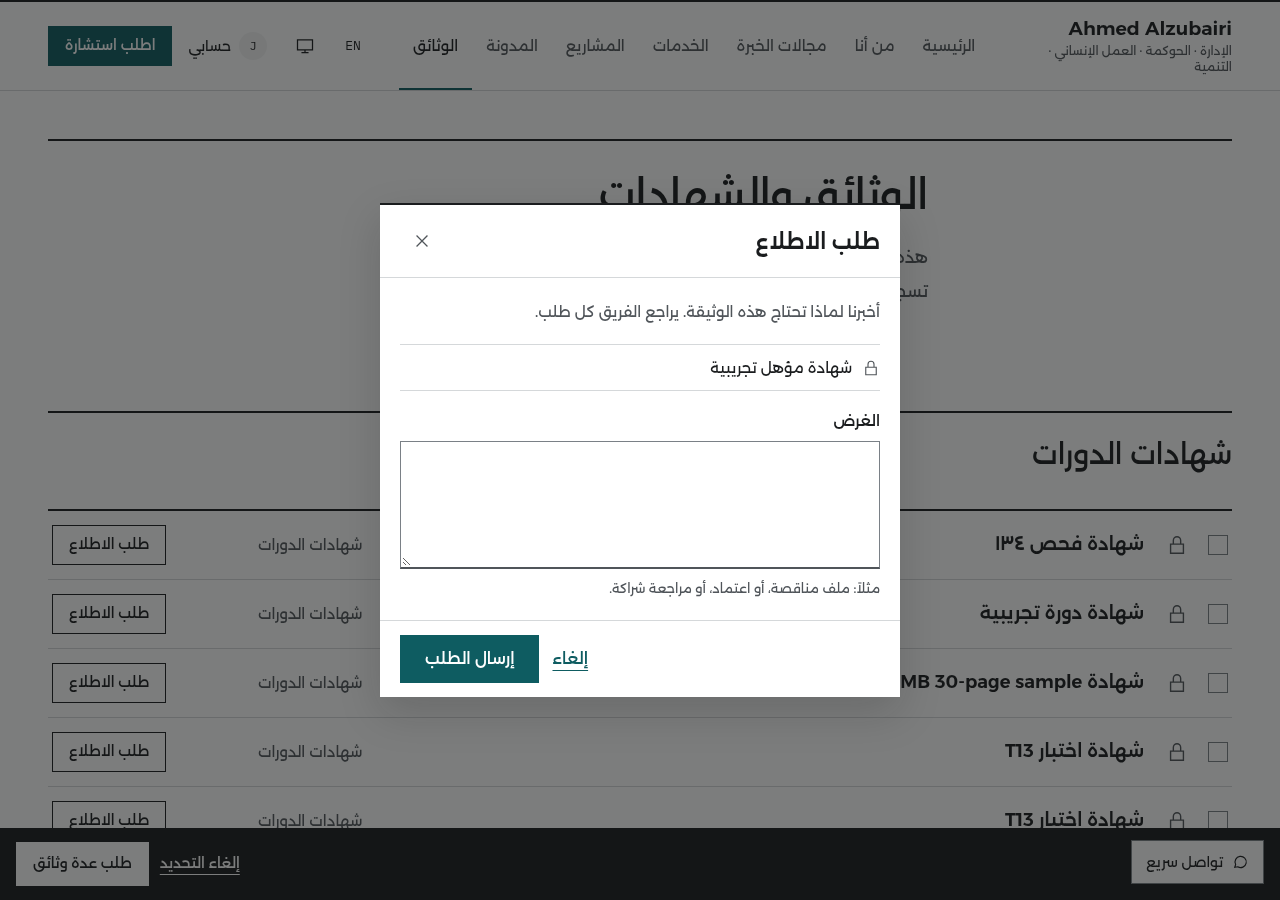 Ahmed Alzubairi
الإدارة · الحوكمة · العمل الإنساني ·
التنمية
الرئيسية
من أنا
مجالات الخبرة
الخدمات
المشاريع
المدونة
الوثائق
EN
J
حسابي
اطلب استشارة
الوثائق والشهادات
هذه
طلب الاطلاع
أخبرنا لماذا تحتاج هذه الوثيقة. يراجع الفريق كل طلب.
شهادة مؤهل تجريبية
الغرض
مثلاً: ملف مناقصة، أو اعتماد، أو مراجعة شراكة.
إلغاء
إرسال الطلب
شهادات الدورات
شهادة فحص ١٣٤
شهادات الدورات
طلب الاطلاع
شهادة دورة تجريبية
شهادات الدورات
طلب الاطلاع
شهادة MB 30-page sample
شهادات الدورات
طلب الاطلاع
شهادة اختبار T13
شهادات الدورات
طلب الاطلاع
شهادة اختبار T13
شهادات الدورات
طلب الاطلاع
تواصل سريع
إلغاء التحديد
طلب عدة وثائق